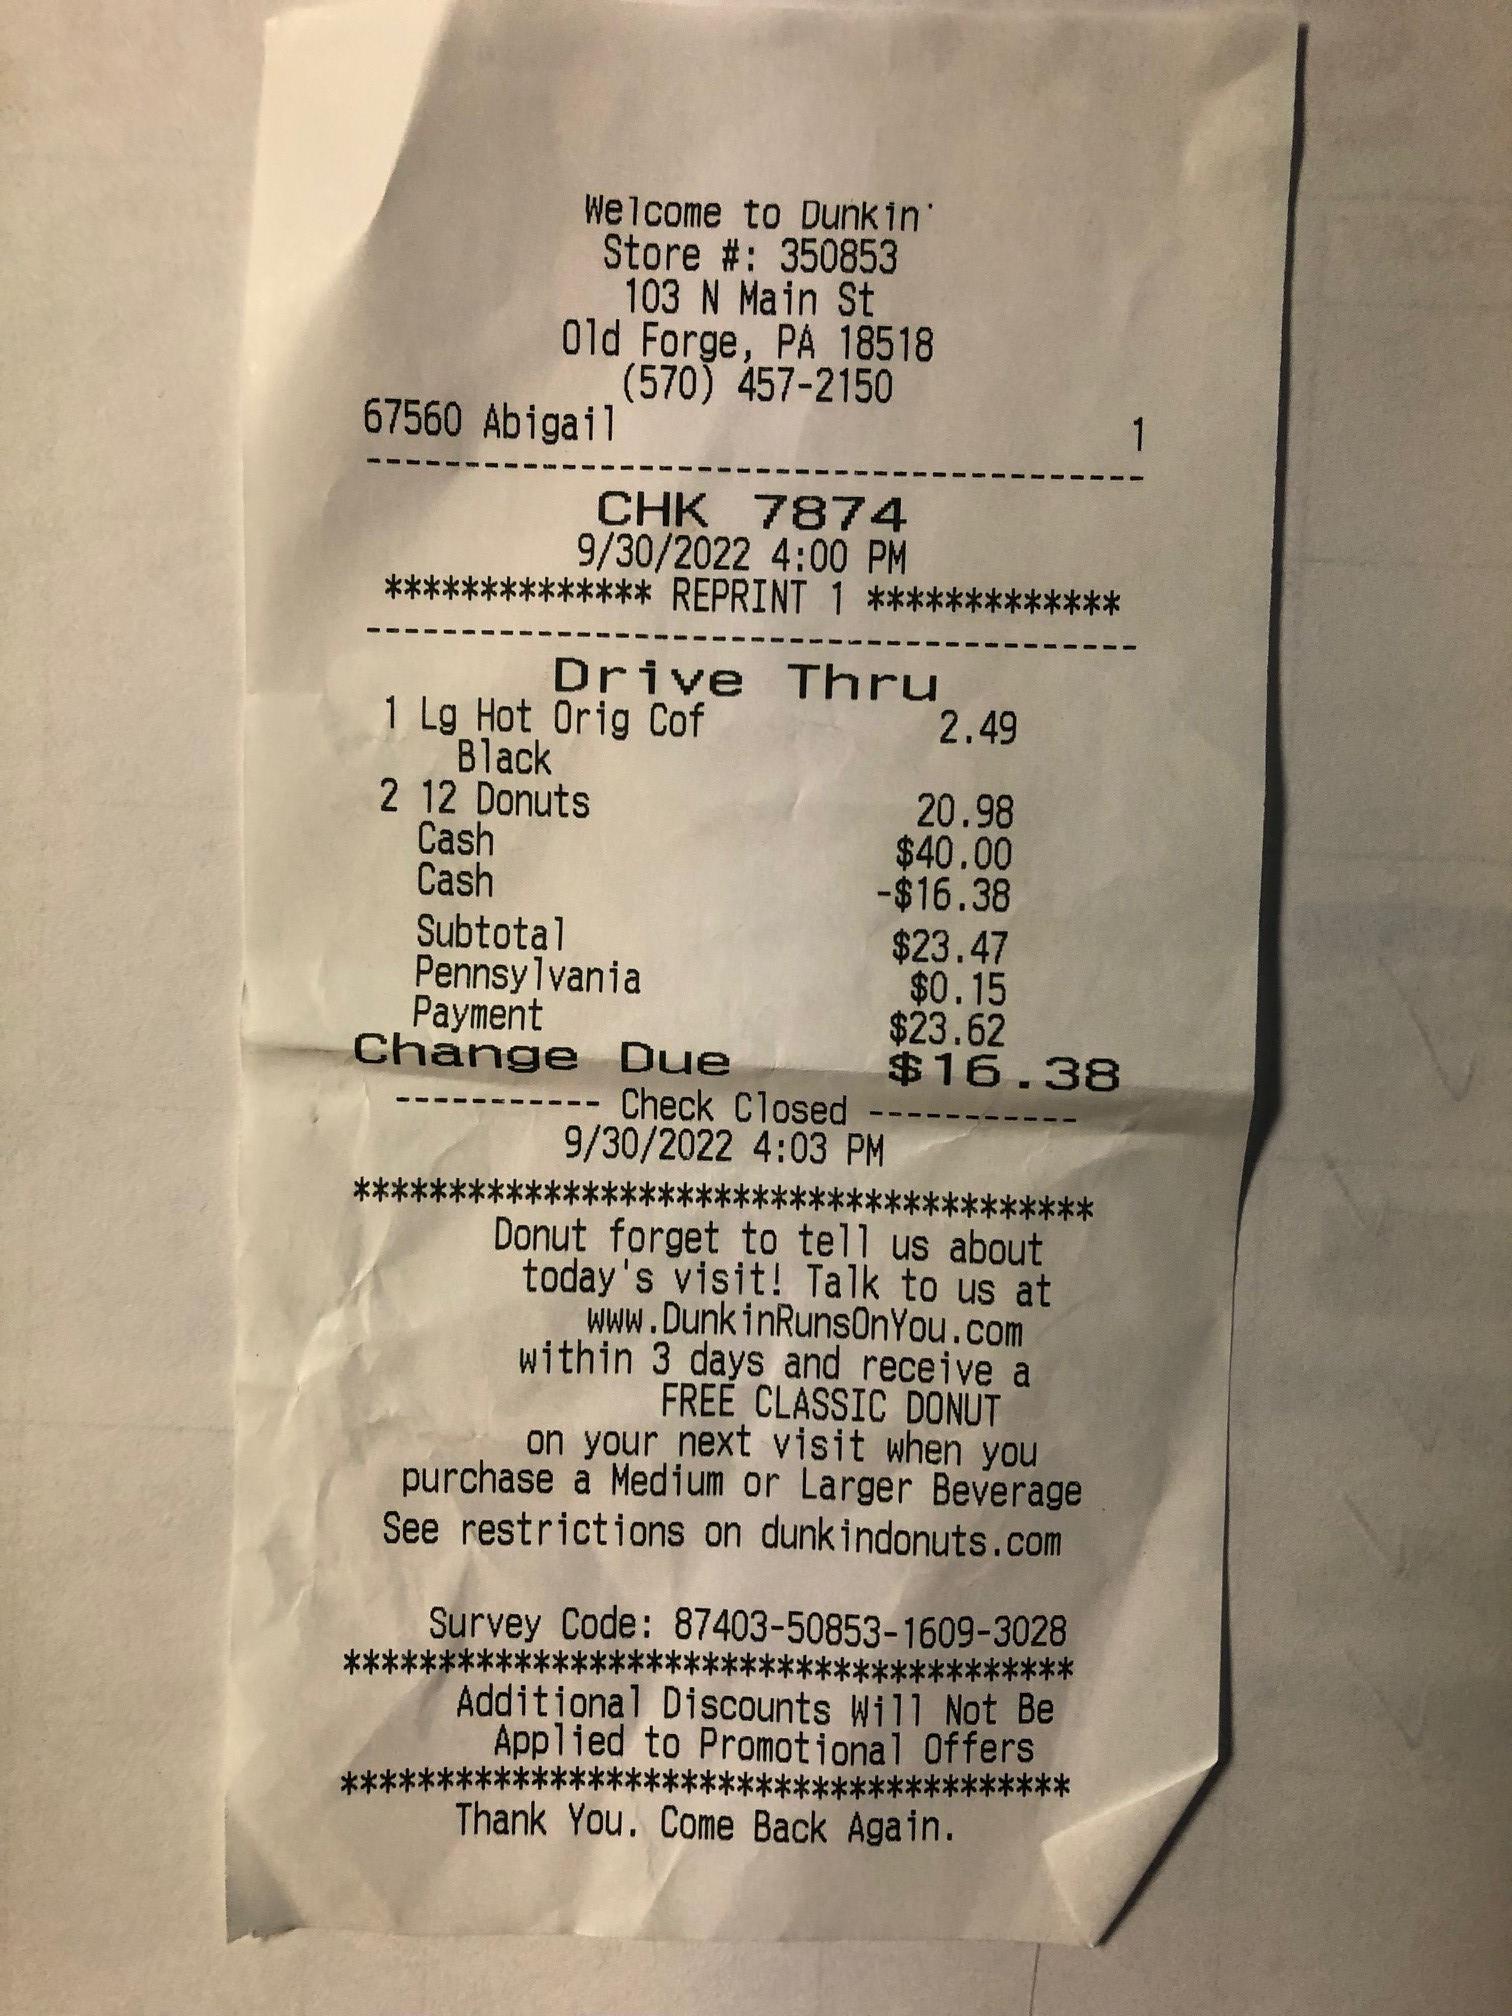 Welcome to Dunkin'
Store #: 350853
103 N Main St
Old Forge, PA 18518
(570) 457-2150
67560 Abigail 1
----------------------------------------
CHK 7874
9/30/2022 4:00 PM
************** REPRINT 1 *************
----------------------------------------
Drive Thru
1 Lg Hot Orig Cof 2.49
Black
2 12 Donuts 20.98
Cash $40.00
Cash -$16.38
Subtotal $23.47
Pennsylvania $0.15
Payment $23.62
Change Due $16.38
----------- Check Closed -----------
9/30/2022 4:03 PM
***************************************
Donut forget to tell us about
today's visit! Talk to us at
www.DunkinRunsOnYou.com
within 3 days and receive a
FREE CLASSIC DONUT
on your next visit when you
purchase a Medium or Larger Beverage
See restrictions on dunkindonuts.com
Survey Code: 87403-50853-1609-3028
***************************************
Additional Discounts Will Not Be
Applied to Promotional Offers
***************************************
Thank You. Come Back Again.